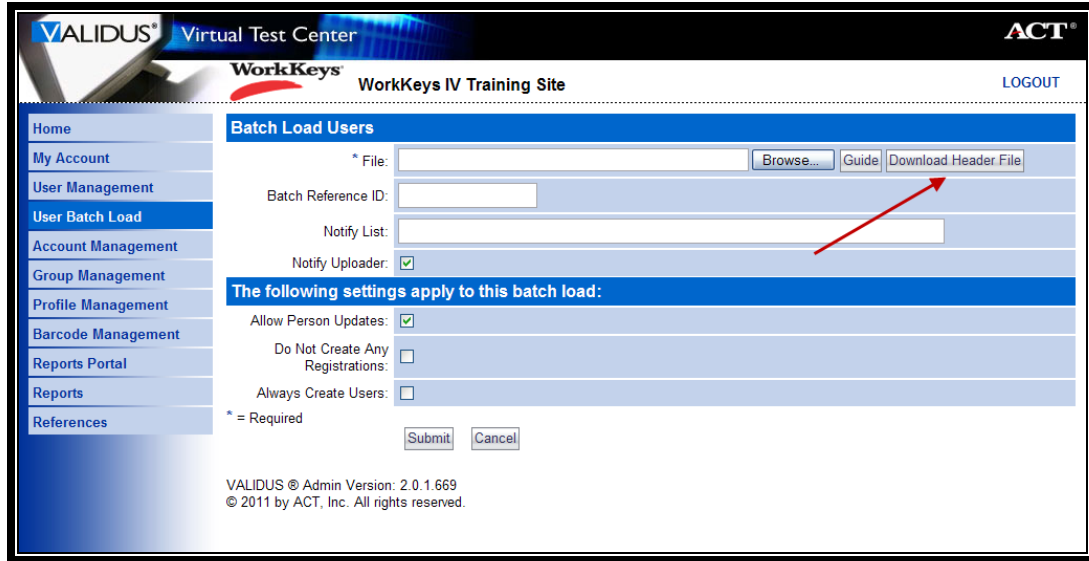 VALIDUS® Virtual Test Center ACT®
WorkKeys® WorkKeys IV Training Site LOGOUT
Home
My Account
User Management
User Batch Load
Account Management
Group Management
Profile Management
Barcode Management
Reports Portal
Reports
References
Batch Load Users
* File: Browse... Guide Download Header File
Batch Reference ID:
Notify List:
Notify Uploader:
The following settings apply to this batch load:
Allow Person Updates:
Do Not Create Any
Registrations:
Always Create Users:
* = Required
Submit Cancel
VALIDUS ® Admin Version: 2.0.1.669
© 2011 by ACT, Inc. All rights reserved.